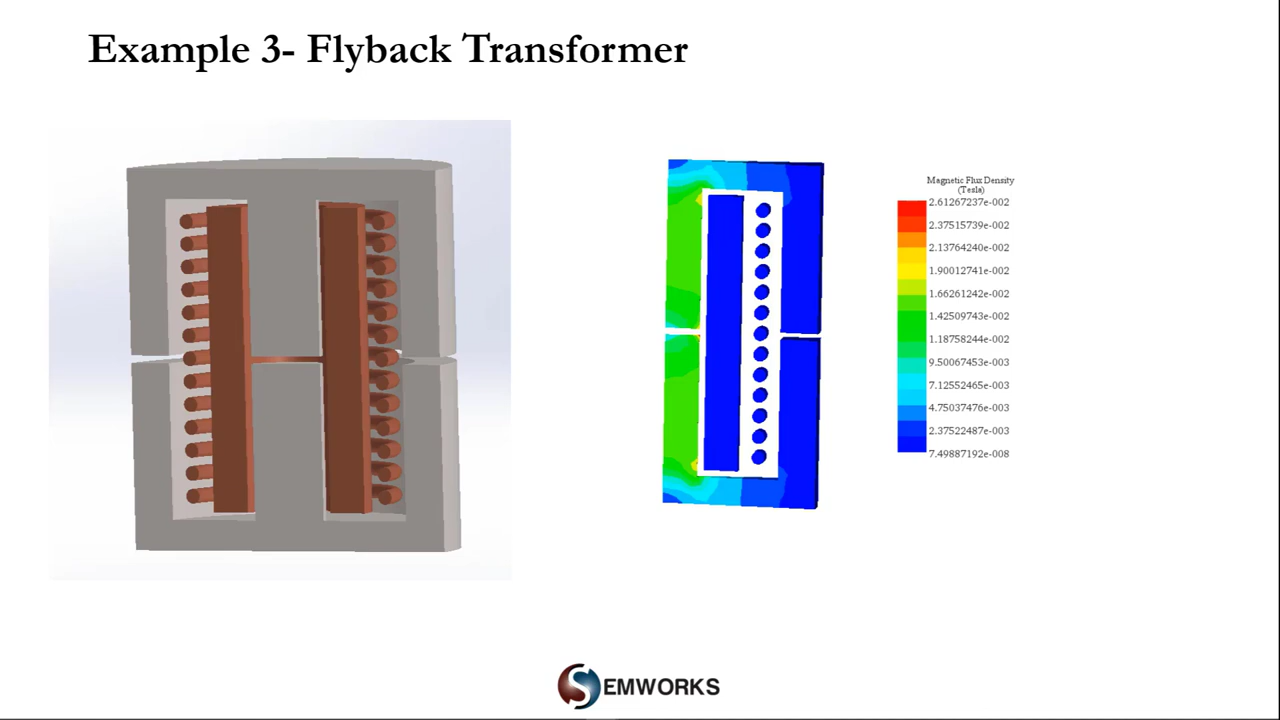 Example 3- Flyback Transformer
Magnetic Flux Density
(Tesla)
2.61267237e-002
2.37515739e-002
2.13764240e-002
1.90012741e-002
1.66261242e-002
1.42509743e-002
1.18758244e-002
9.50067453e-003
7.12552465e-003
4.75037476e-003
2.37522487e-003
7.49887192e-008
EMWORKS